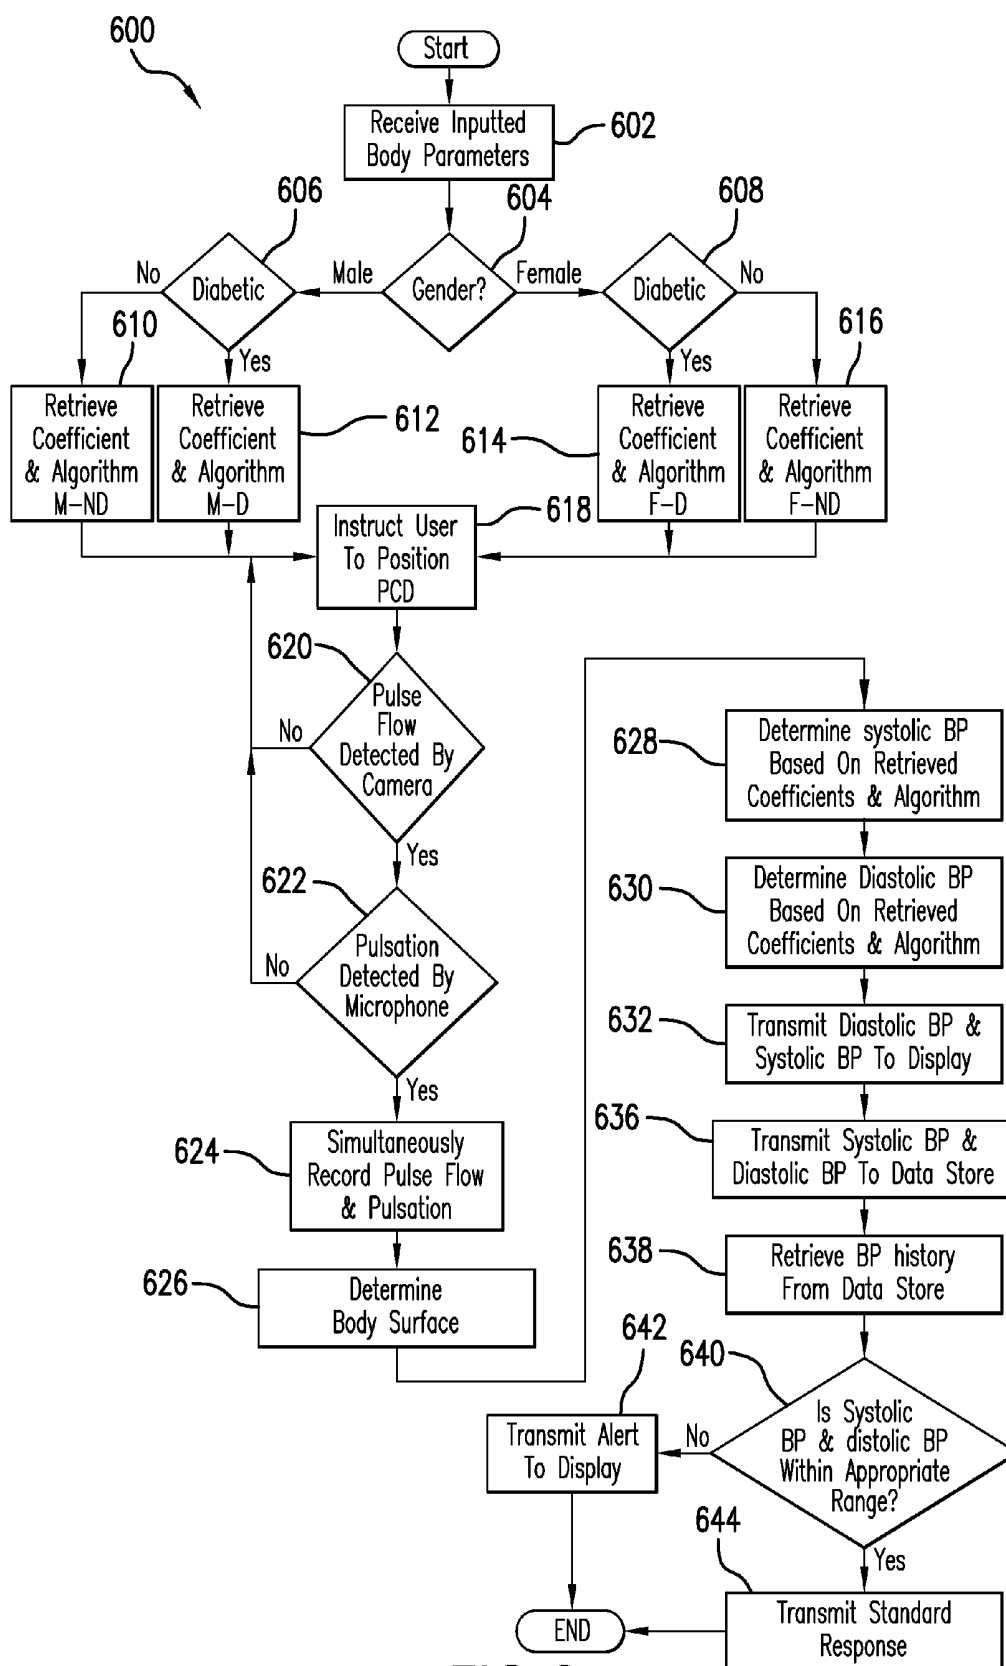 600
Start
Receive Inputted
Body Parameters
602
606
604
608
No
Diabetic
Male
Gender?
Female
Diabetic
No
610
Yes
Yes
616
Retrieve
Coefficient
& Algorithm
M-ND
Retrieve
Coefficient
& Algorithm
M-D
612
614
Retrieve
Coefficient
& Algorithm
F-D
Retrieve
Coefficient
& Algorithm
F-ND
Instruct User
To Position
PCD
618
620
Pulse
Flow
Detected By
Camera
No
Yes
622
Pulsation
Detected By
Microphone
No
Yes
624
Simultaneously
Record Pulse Flow
& Pulsation
626
Determine
Body Surface
628
Determine systolic BP
Based On Retrieved
Coefficients & Algorithm
630
Determine Diastolic BP
Based On Retrieved
Coefficients & Algorithm
632
Transmit Diastolic BP &
Systolic BP To Display
636
Transmit Systolic BP &
Diastolic BP To Data Store
638
Retrieve BP history
From Data Store
640
Is Systolic
BP & distolic BP
Within Appropriate
Range?
No
642
Transmit Alert
To Display
Yes
644
Transmit Standard
Response
END